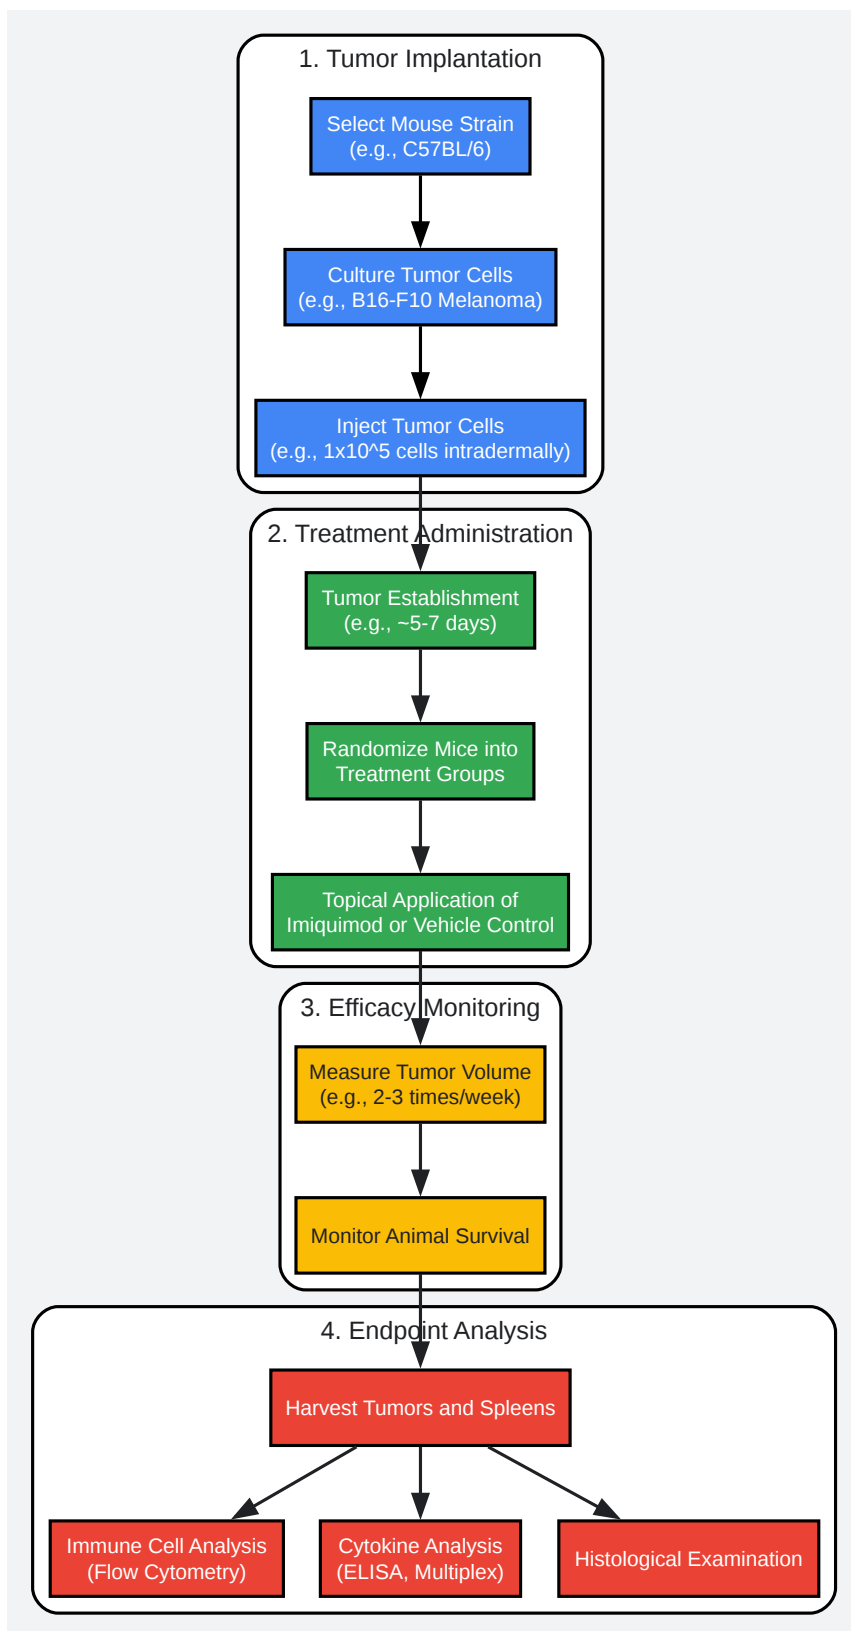 1. Tumor Implantation
Select Mouse Strain
(e.g., C57BL/6)
Culture Tumor Cells
(e.g., B16-F10 Melanoma)
Inject Tumor Cells
(e.g., 1x10^5 cells intradermally)
2. Treatment Administration
Tumor Establishment
(e.g., ~5-7 days)
Randomize Mice into
Treatment Groups
Topical Application of
Imiquimod or Vehicle Control
3. Efficacy Monitoring
Measure Tumor Volume
(e.g., 2-3 times/week)
Monitor Animal Survival
4. Endpoint Analysis
Harvest Tumors and Spleens
Immune Cell Analysis
(Flow Cytometry)
Cytokine Analysis
(ELISA, Multiplex)
Histological Examination